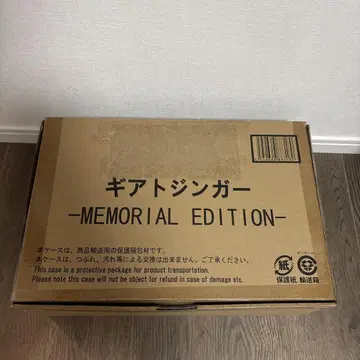 ギアトジンガー
-MEMORIAL EDITION-
本ケースは、商品輸送用の保護梱包材です。
本ケースは、つぶれ、汚れ等による交換は出来ません。ご了承ください。
This case is a protective package for product transportation.
Please note this case will not be object for refund in case of damage etc.
紙
保護紙 輸送箱